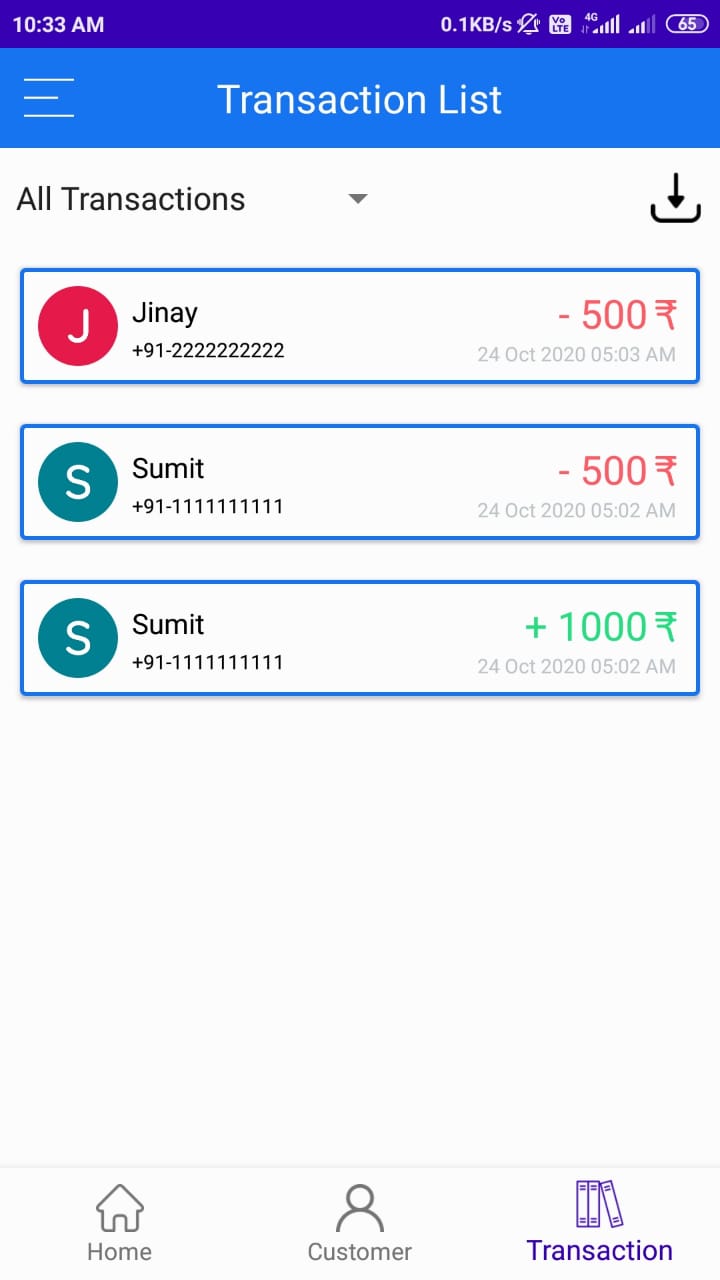 10:33 AM 0.1KB/s Vo LTE 4G 65
Transaction List
All Transactions
J Jinay - 500 ₹
+91-2222222222 24 Oct 2020 05:03 AM
S Sumit - 500 ₹
+91-1111111111 24 Oct 2020 05:02 AM
S Sumit + 1000 ₹
+91-1111111111 24 Oct 2020 05:02 AM
Home Customer Transaction